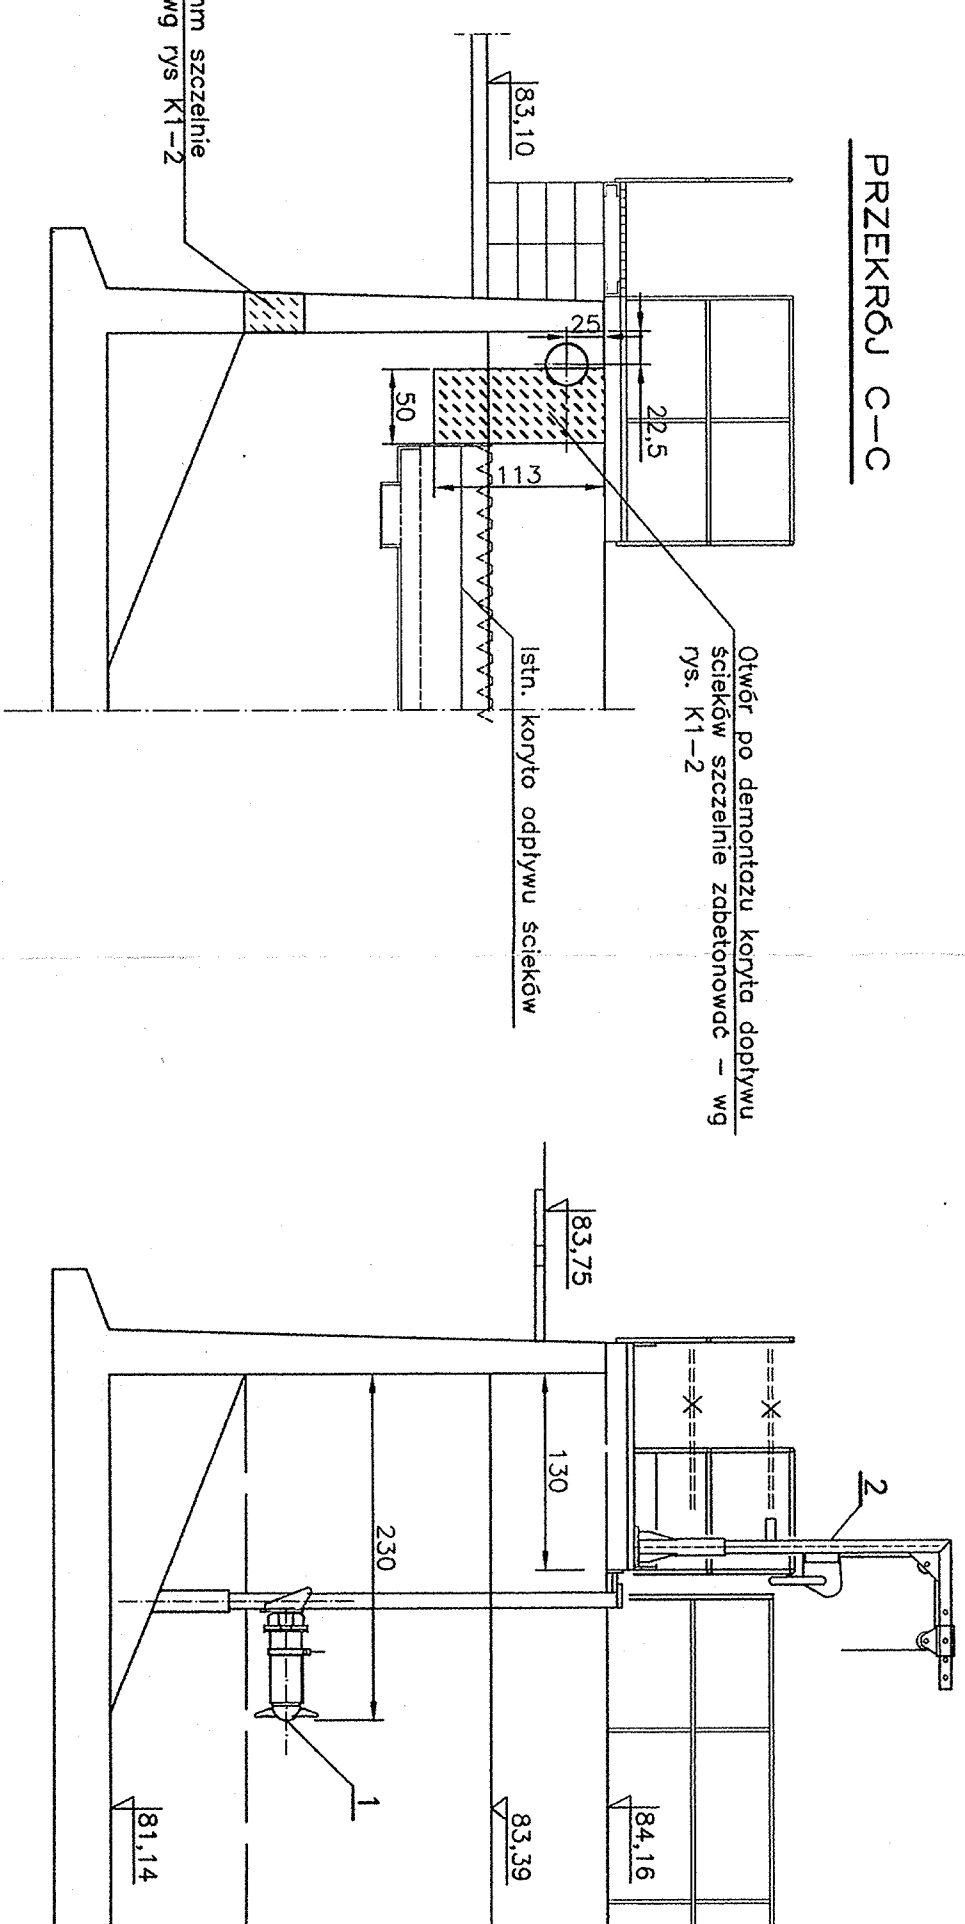 PRZEKRÓJ C-C
83,10
25
22,5
50
113
Otwór po demontażu koryta dopływu
ścieków szczelnie zabetonować - wg
rys. K1-2
Istn. koryto odpływu ścieków
szczelnie
wg rys K1-2
83,75
2
130
230
1
84,16
83,39
81,14